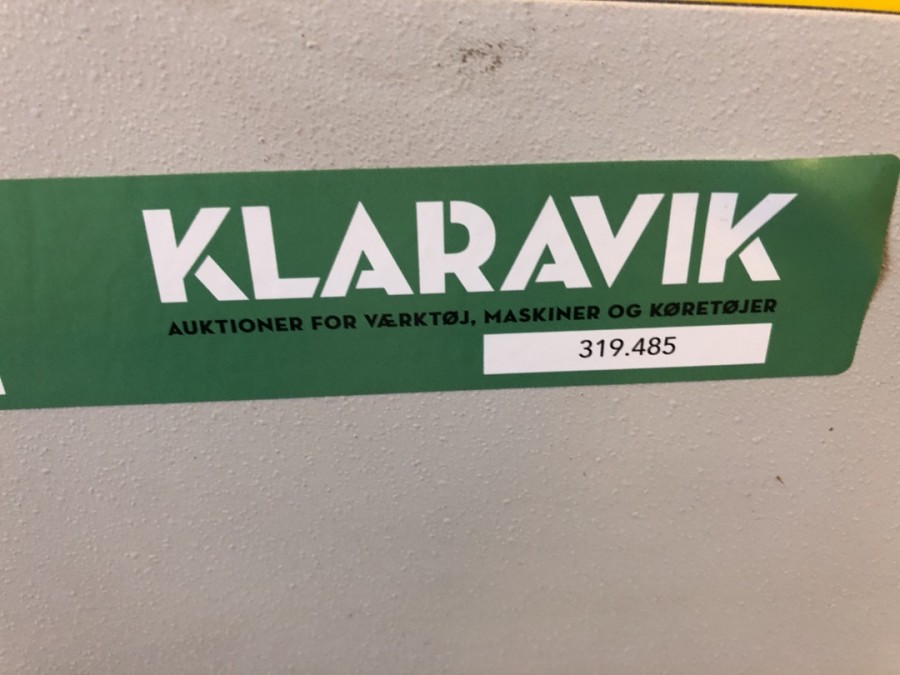 KLARAVIK
AUKTIONER FOR VÆRKTØJ, MASKINER OG KØRETØJER
319.485